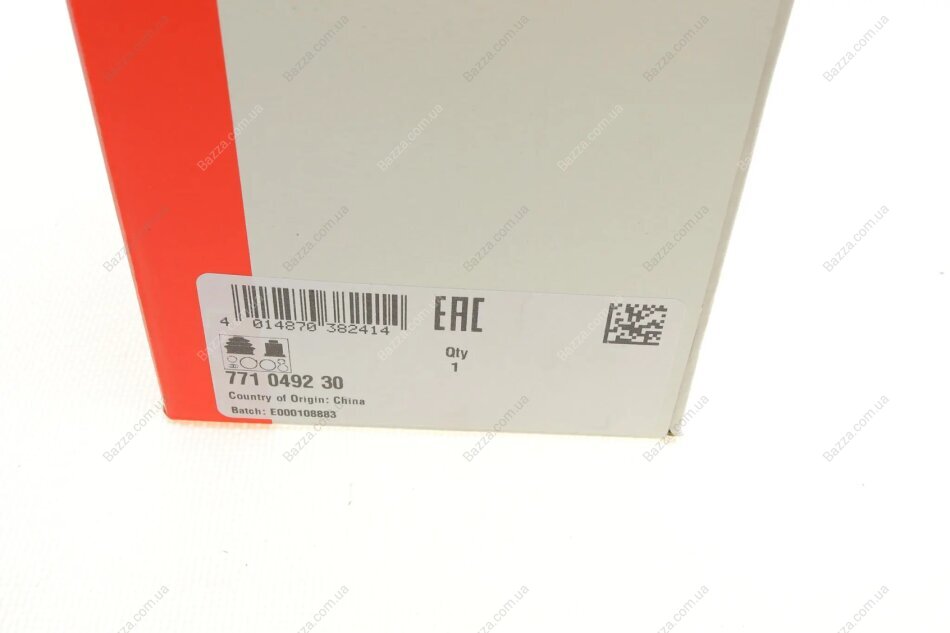 4 014870 382414
EAC
Qty
1
771 0492 30
Country of Origin: China
Batch: E000108883
Bazza.com.ua